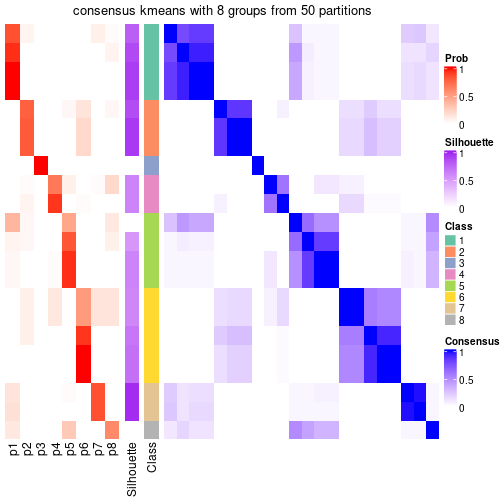 consensus kmeans with 8 groups from 50 partitions
Prob
1
0.5
0
Silhouette
1
0.5
0
Class
1
2
3
4
5
6
7
8
Consensus
1
0.5
0
p1
p2
p3
p4
p5
p6
p7
p8
Silhouette
Class